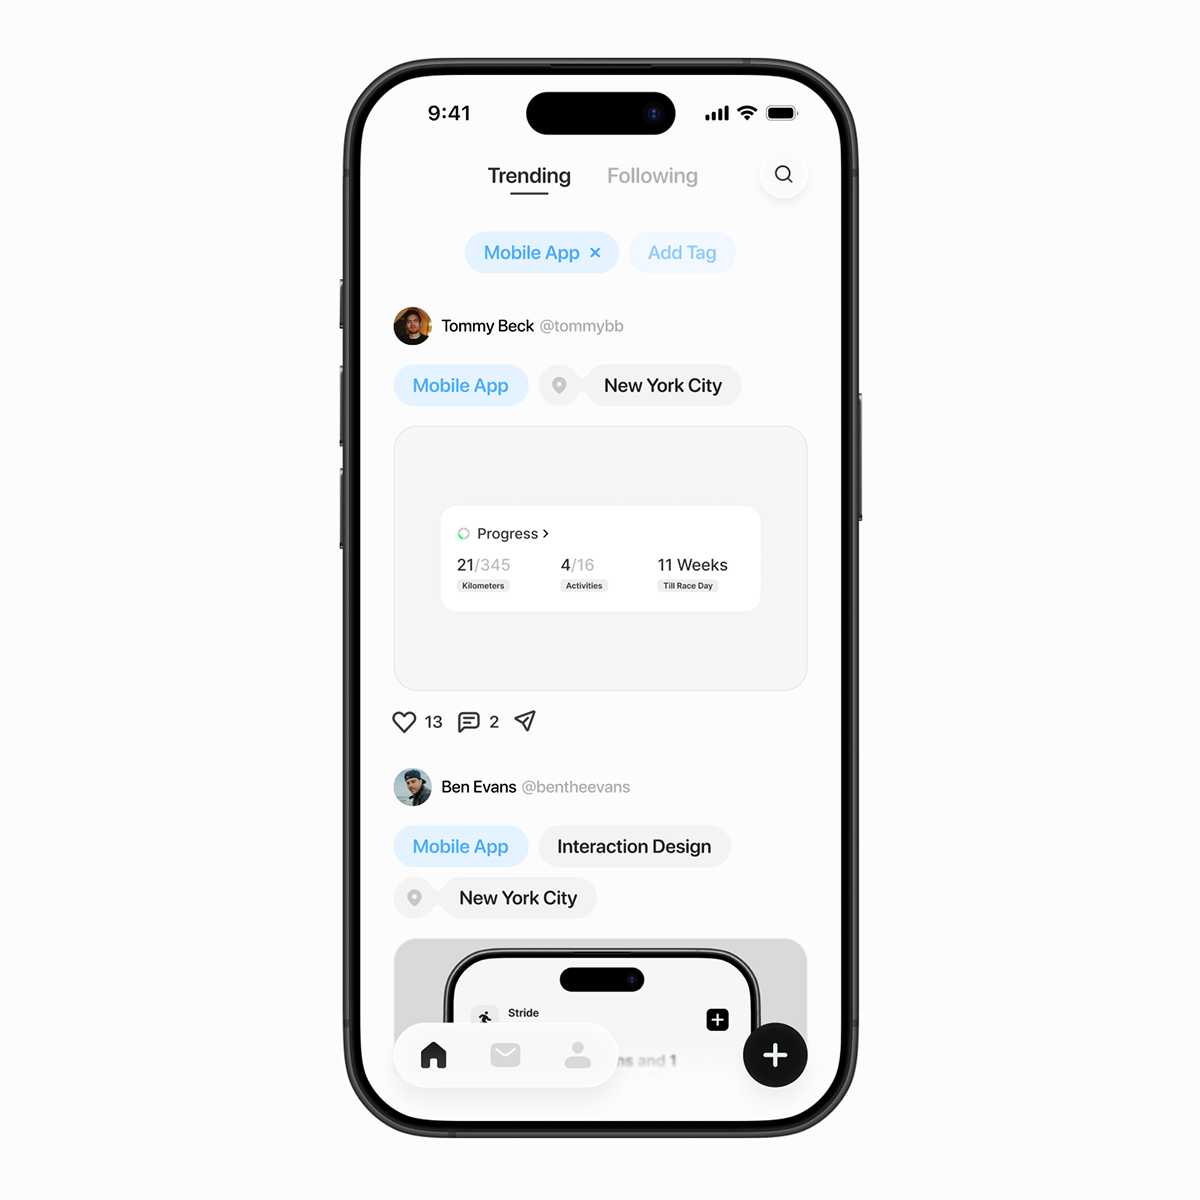 9:41
Trending Following
Mobile App × Add Tag
Tommy Beck @tommybb
Mobile App New York City
Progress >
21/345 4/16 11 Weeks
Kilometers Activities Till Race Day
13 2
Ben Evans @bentheevans
Mobile App Interaction Design
New York City
Stride
and 1